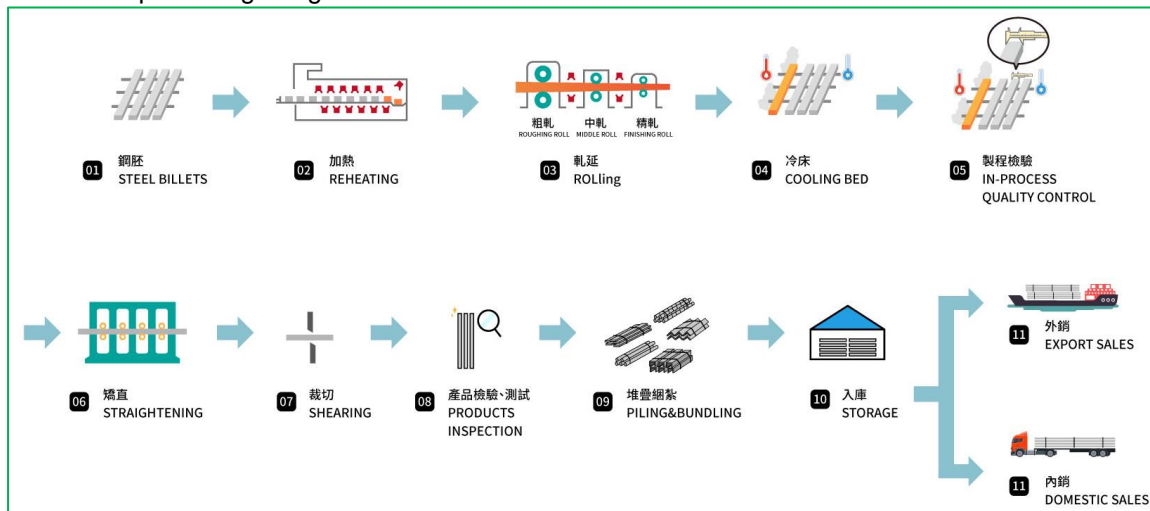 粗軋
ROUGHING ROLL
中軋
MIDDLE ROLL
精軋
FINISHING ROLL
01
鋼胚
STEEL BILLETS
02
加熱
REHEATING
03
軋延
ROLling
04
冷床
COOLING BED
05
製程檢驗
IN-PROCESS
QUALITY CONTROL
06
矯直
STRAIGHTENING
07
裁切
SHEARING
08
產品檢驗、測試
PRODUCTS
INSPECTION
09
堆疊綑紮
PILING&BUNDLING
10
入庫
STORAGE
11
外銷
EXPORT SALES
11
內銷
DOMESTIC SALES